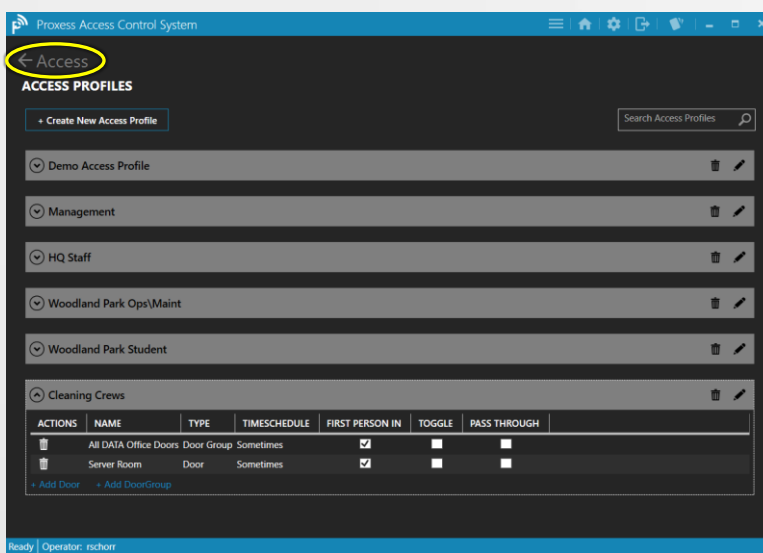 Proxess Access Control System
Access
ACCESS PROFILES
+ Create New Access Profile
Search Access Profiles
Demo Access Profile
Management
HQ Staff
Woodland Park Ops\Maint
Woodland Park Student
Cleaning Crews
ACTIONS NAME TYPE TIMESCHEDULE FIRST PERSON IN TOGGLE PASS THROUGH
All DATA Office Doors Door Group Sometimes
Server Room Door Sometimes
+ Add Door + Add DoorGroup
Ready Operator: rschorr